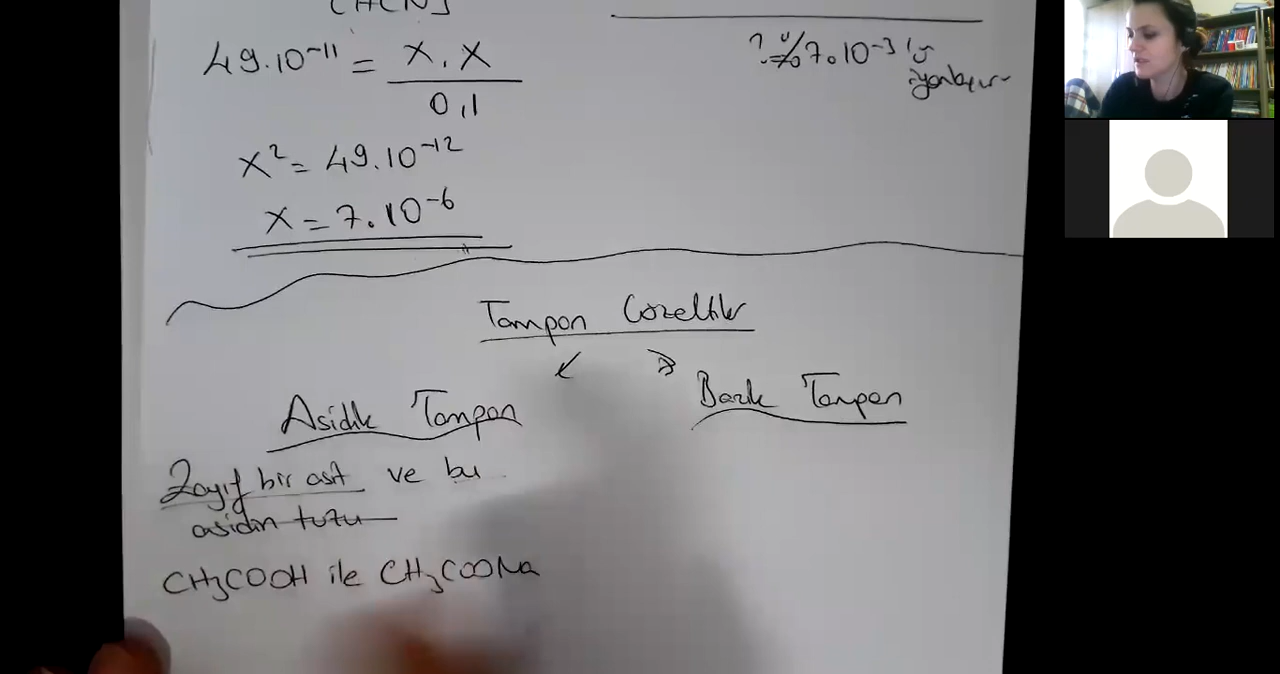 [HCN]
49.10⁻¹¹ = X.X
0,1
X² = 49.10⁻¹²
X = 7.10⁻⁶
? % 7.10⁻³
Tampon Çözeltiler
Asidik Tampon
Bazik Tampon
Zayıf bir asit ve bu
asidin tuzu
CH₃COOH ile CH₃COONa